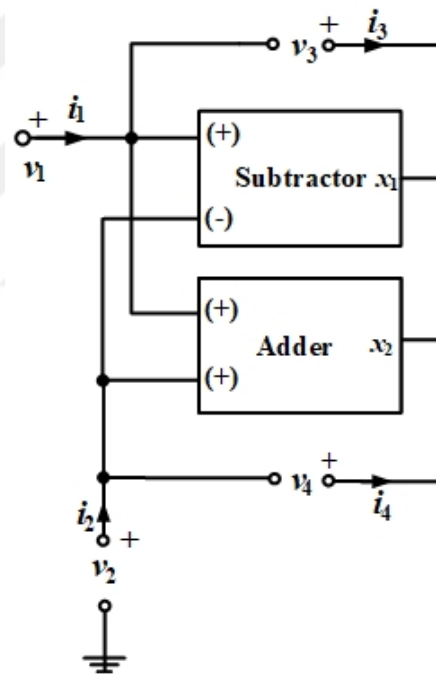 + i3
v3
+ i1
v1
(+)
Subtractor x1
(-)
(+)
Adder x2
(+)
+
v4
i4
i2
+
v2